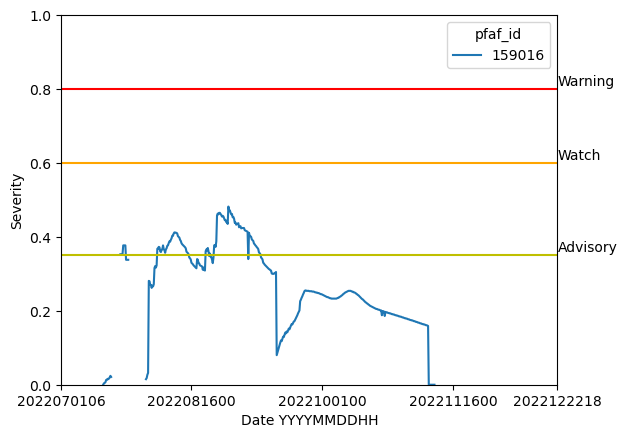 1.0
pfaf_id
159016
0.8
Warning
0.6
Watch
0.4
Advisory
0.2
0.0
Severity
2022070106 2022081600 2022100100 2022111600 2022122218
Date YYYYMMDDHH